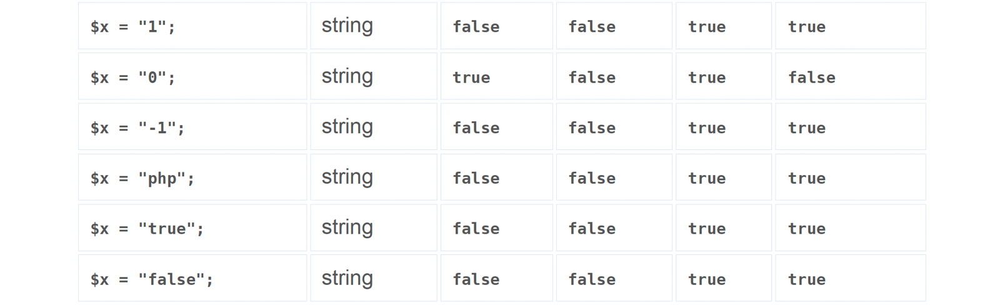 $x = "1"; string false false true true
$x = "0"; string true false true false
$x = "-1"; string false false true true
$x = "php"; string false false true true
$x = "true"; string false false true true
$x = "false"; string false false true true